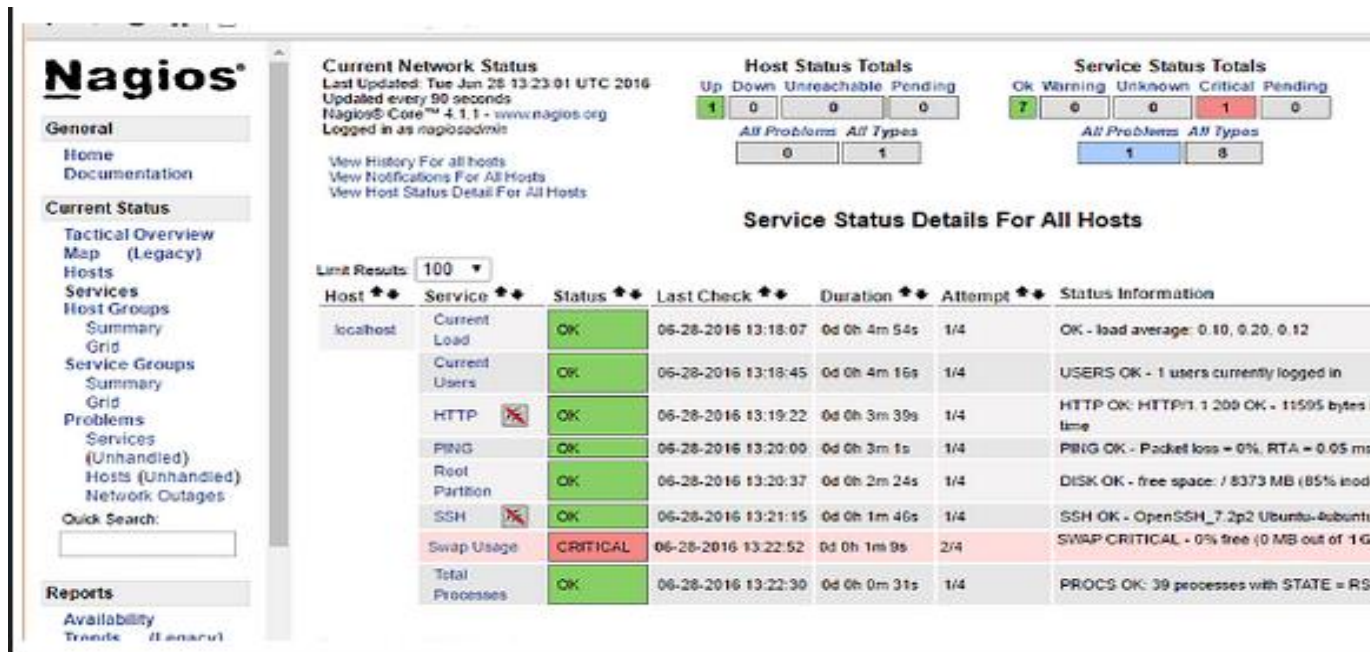 Nagios®
General
Home
Documentation
Current Status
Tactical Overview
Map (Legacy)
Hosts
Services
Host Groups
Summary
Grid
Service Groups
Summary
Grid
Problems
Services
(Unhandled)
Hosts (Unhandled)
Network Outages
Quick Search:
Reports
Availability
Trends (Legacy)
Current Network Status
Last Updated: Tue Jun 28 13:23:01 UTC 2016
Updated every 90 seconds
Nagios® Core™ 4.1.1 - www.nagios.org
Logged in as nagiosadmin
View History For all hosts
View Notifications For All Hosts
View Host Status Detail For All Hosts
Host Status Totals
Up Down Unreachable Pending
1 0 0 0
All Problems All Types
0 1
Service Status Totals
Ok Warning Unknown Critical Pending
7 0 0 1 0
All Problems All Types
1 8
Service Status Details For All Hosts
Limit Results: 100
Host Service Status Last Check Duration Attempt Status Information
localhost Current Load OK 06-28-2016 13:18:07 0d 0h 4m 54s 1/4 OK - load average: 0.10, 0.20, 0.12
Current Users OK 06-28-2016 13:18:45 0d 0h 4m 16s 1/4 USERS OK - 1 users currently logged in
HTTP OK 06-28-2016 13:19:22 0d 0h 3m 39s 1/4 HTTP OK: HTTP/1.1 200 OK - 11595 bytes
time
PING OK 06-28-2016 13:20:00 0d 0h 3m 1s 1/4 PING OK - Packet loss = 0%, RTA = 0.05 ms
Root Partition OK 06-28-2016 13:20:37 0d 0h 2m 24s 1/4 DISK OK - free space: / 8373 MB (85% inod
SSH OK 06-28-2016 13:21:15 0d 0h 1m 46s 1/4 SSH OK - OpenSSH_7.2p2 Ubuntu-4ubuntu
Swap Usage CRITICAL 06-28-2016 13:22:52 0d 0h 1m 9s 2/4 SWAP CRITICAL - 0% free (0 MB out of
Total Processes OK 06-28-2016 13:22:30 0d 0h 0m 31s 1/4 PROCS OK: 39 processes with STATE = RS